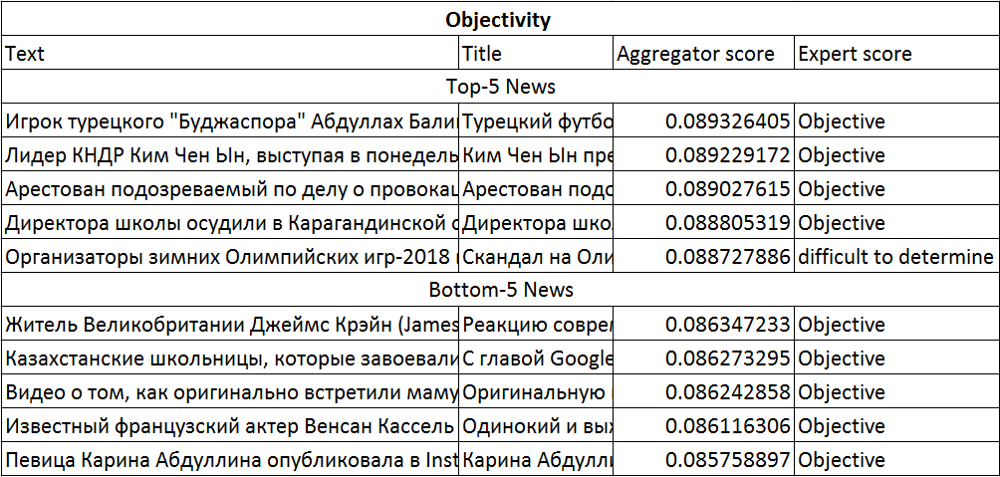 Objectivity
Text Title Aggregator score Expert score
Top-5 News
Игрок турецкого "Буджаспора" Абдуллах Бали Турецкий футбо 0.089326405 Objective
Лидер КНДР Ким Чен Ын, выступая в понедель Ким Чен Ын пре 0.089229172 Objective
Арестован подозреваемый по делу о провокац Арестован подо 0.089027615 Objective
Директора школы осудили в Карагандинской о Директора шко 0.088805319 Objective
Организаторы зимних Олимпийских игр-2018 Скандал на Оли 0.088727886 difficult to determine
Bottom-5 News
Житель Великобритании Джеймс Крэйн (James Реакцию соврем 0.086347233 Objective
Казахстанские школьницы, которые завоевали С главой Google 0.086273295 Objective
Видео о том, как оригинально встретили маму Оригинальную 0.086242858 Objective
Известный французский актер Венсан Кассель Одинокий и вых 0.086116306 Objective
Певица Карина Абдуллина опубликовала в Inst Карина Абдулли 0.085758897 Objective